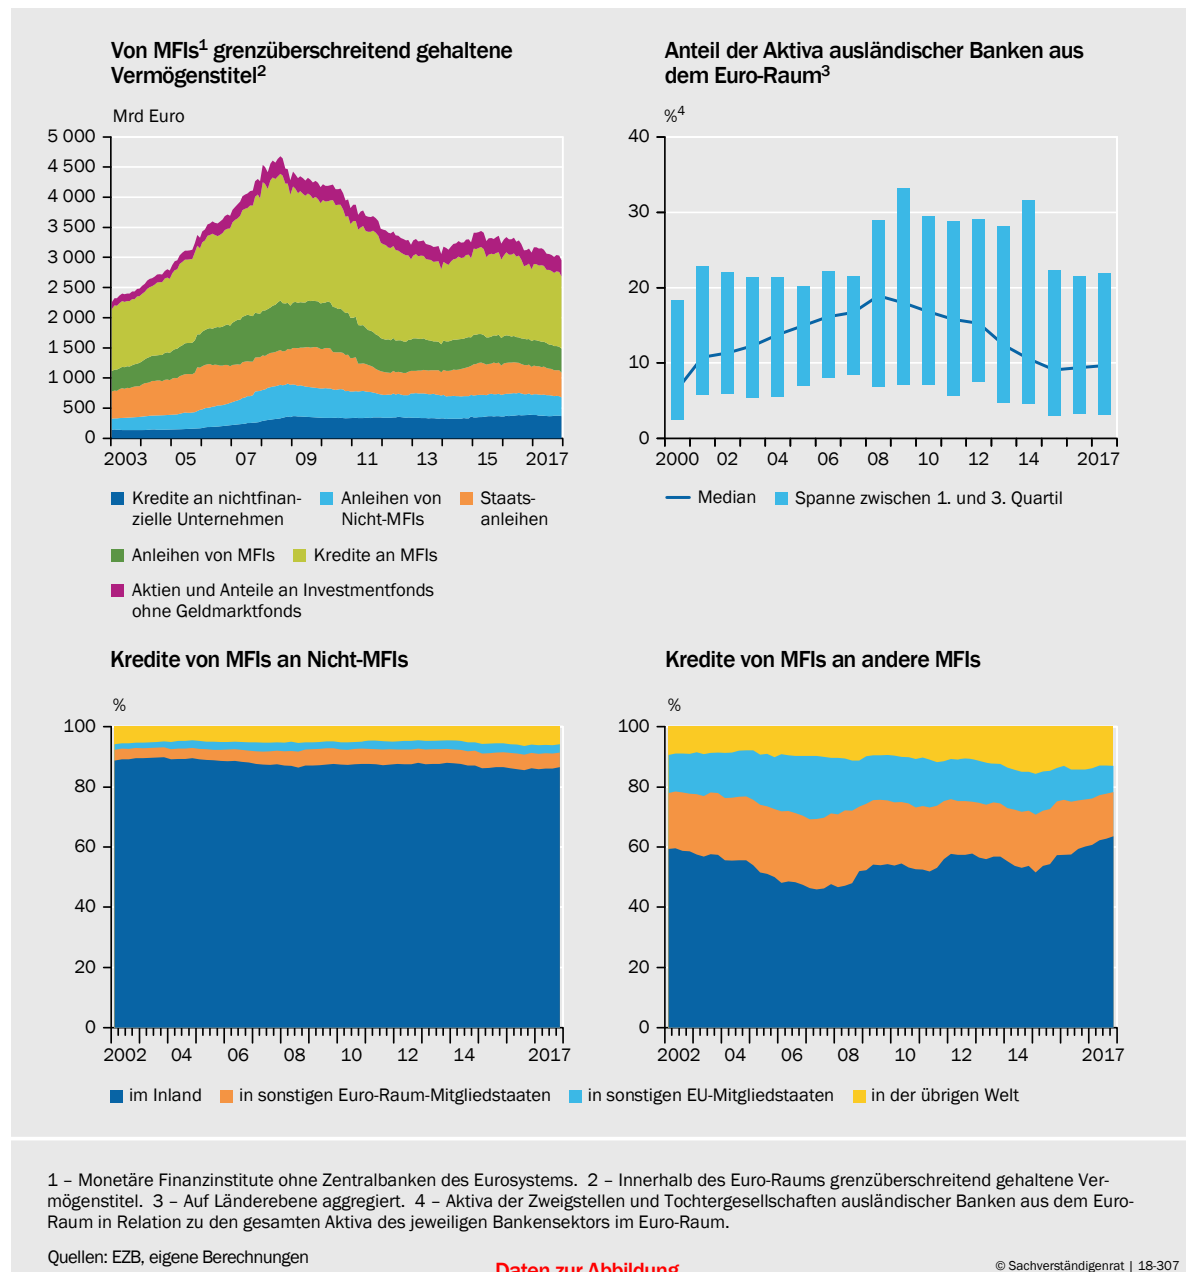 Von MFIs¹ grenzüberschreitend gehaltene
Vermögenstitel²
Mrd Euro
5 000
4 500
4 000
3 500
3 000
2 500
2 000
1 500
1 000
500
0
2003 05 07 09 11 13 15 2017
Kredite an nichtfinan-
zielle Unternehmen
Anleihen von
Nicht-MFIs
Staats-
anleihen
Anleihen von MFIs Kredite an MFIs
Aktien und Anteile an Investmentfonds
ohne Geldmarktfonds
Anteil der Aktiva ausländischer Banken aus
dem Euro-Raum³
%⁴
40
30
20
10
0
2000 02 04 06 08 10 12 14 2017
Median Spanne zwischen 1. und 3. Quartil
Kredite von MFIs an Nicht-MFIs
%
100
80
60
40
20
0
2002 04 06 08 10 12 14 2017
Kredite von MFIs an andere MFIs
%
100
80
60
40
20
0
2002 04 06 08 10 12 14 2017
im Inland in sonstigen Euro-Raum-Mitgliedstaaten in sonstigen EU-Mitgliedstaaten in der übrigen Welt
1 – Monetäre Finanzinstitute ohne Zentralbanken des Eurosystems. 2 – Innerhalb des Euro-Raums grenzüberschreitend gehaltene Ver-
mögenstitel. 3 – Auf Länderebene aggregiert. 4 – Aktiva der Zweigstellen und Tochtergesellschaften ausländischer Banken aus dem Euro-
Raum in Relation zu den gesamten Aktiva des jeweiligen Bankensektors im Euro-Raum.
Quellen: EZB, eigene Berechnungen
Daten zur Abbildung
© Sachverständigenrat | 18-307